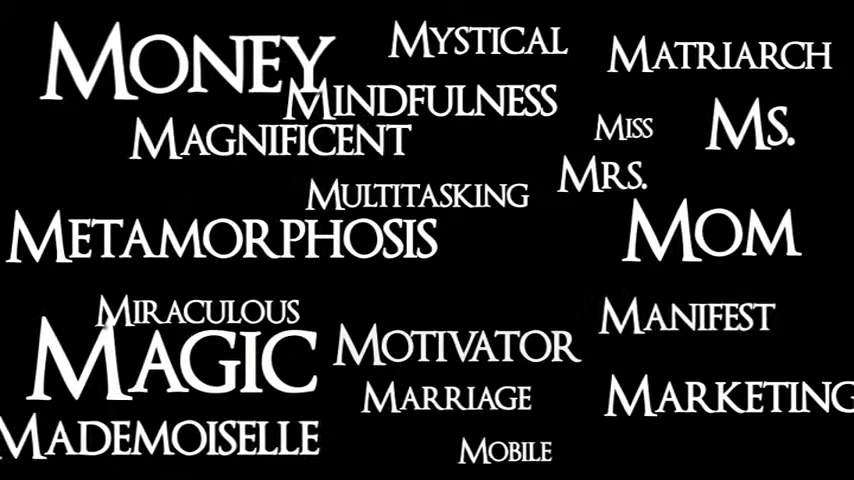 Money
Mystical
Matriarch
Mindfulness
Magnificent
Miss
Ms.
Multitasking
Mrs.
Metamorphosis
Mom
Miraculous
Magic
Motivator
Manifest
Marriage
Marketing
Mademoiselle
Mobile